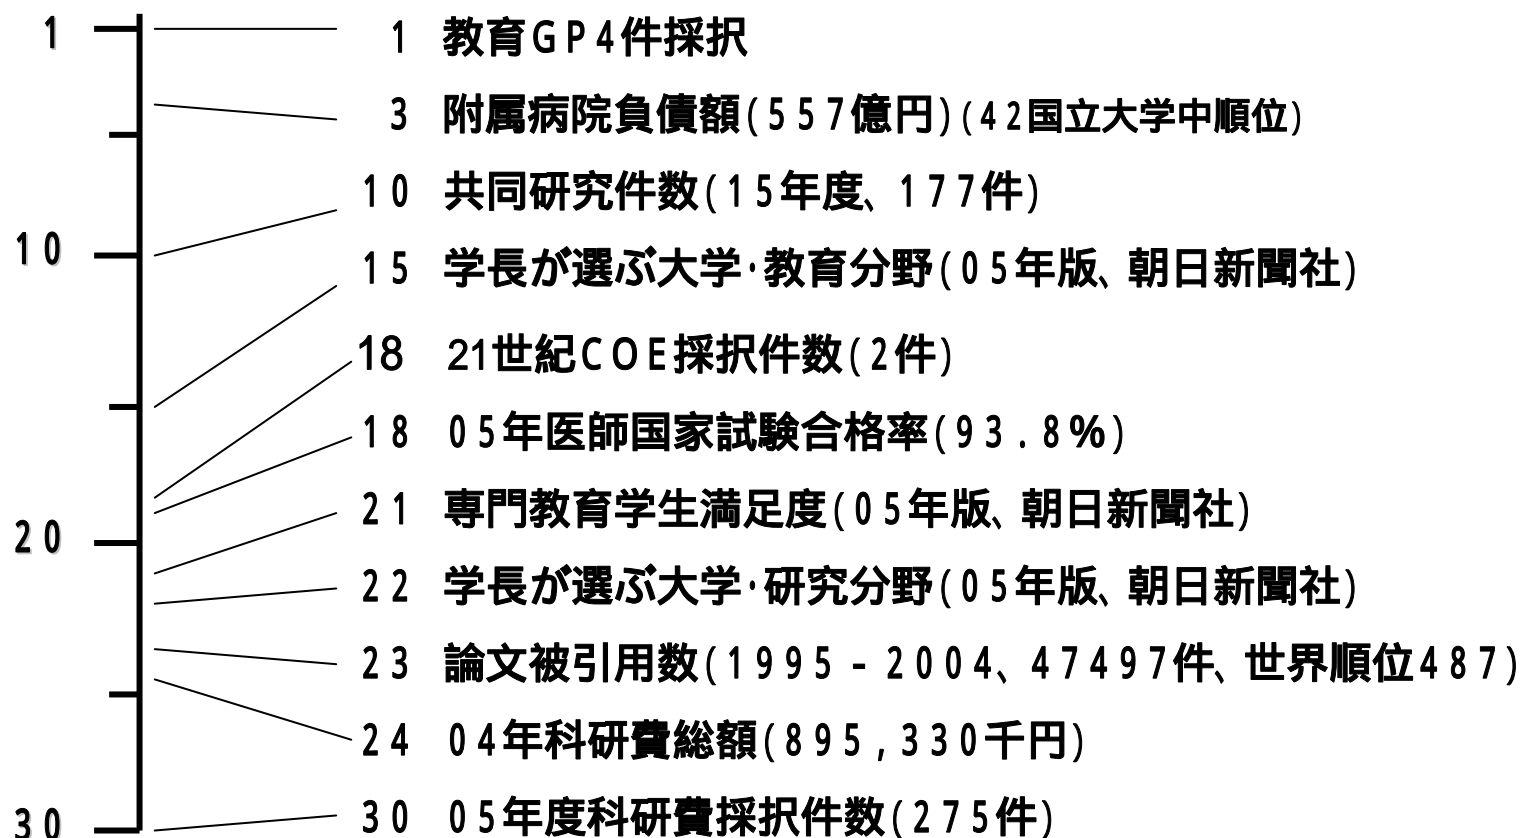 1 1 教育GP4件採択
3 附属病院負債額(557億円)(42国立大学中順位)
10 共同研究件数(15年度、177件)
10 15 学長が選ぶ大学・教育分野(05年版、朝日新聞社)
18 21世紀COE採択件数(2件)
18 05年医師国家試験合格率(93.8%)
21 専門教育学生満足度(05年版、朝日新聞社)
20 22 学長が選ぶ大学・研究分野(05年版、朝日新聞社)
23 論文被引用数(1995-2004、47497件、世界順位487)
24 04年科研費総額(895,330千円)
30 30 05年度科研費採択件数(275件)